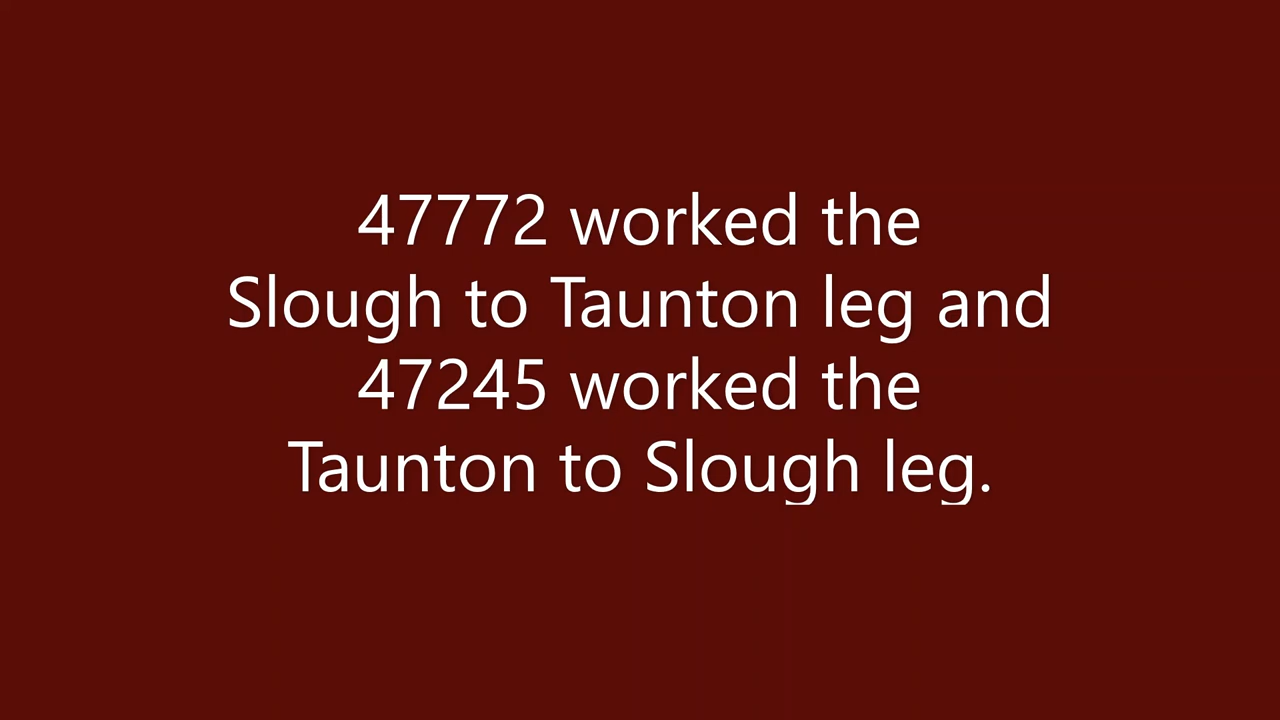 47772 worked the
Slough to Taunton leg and
47245 worked the
Taunton to Slough leg.